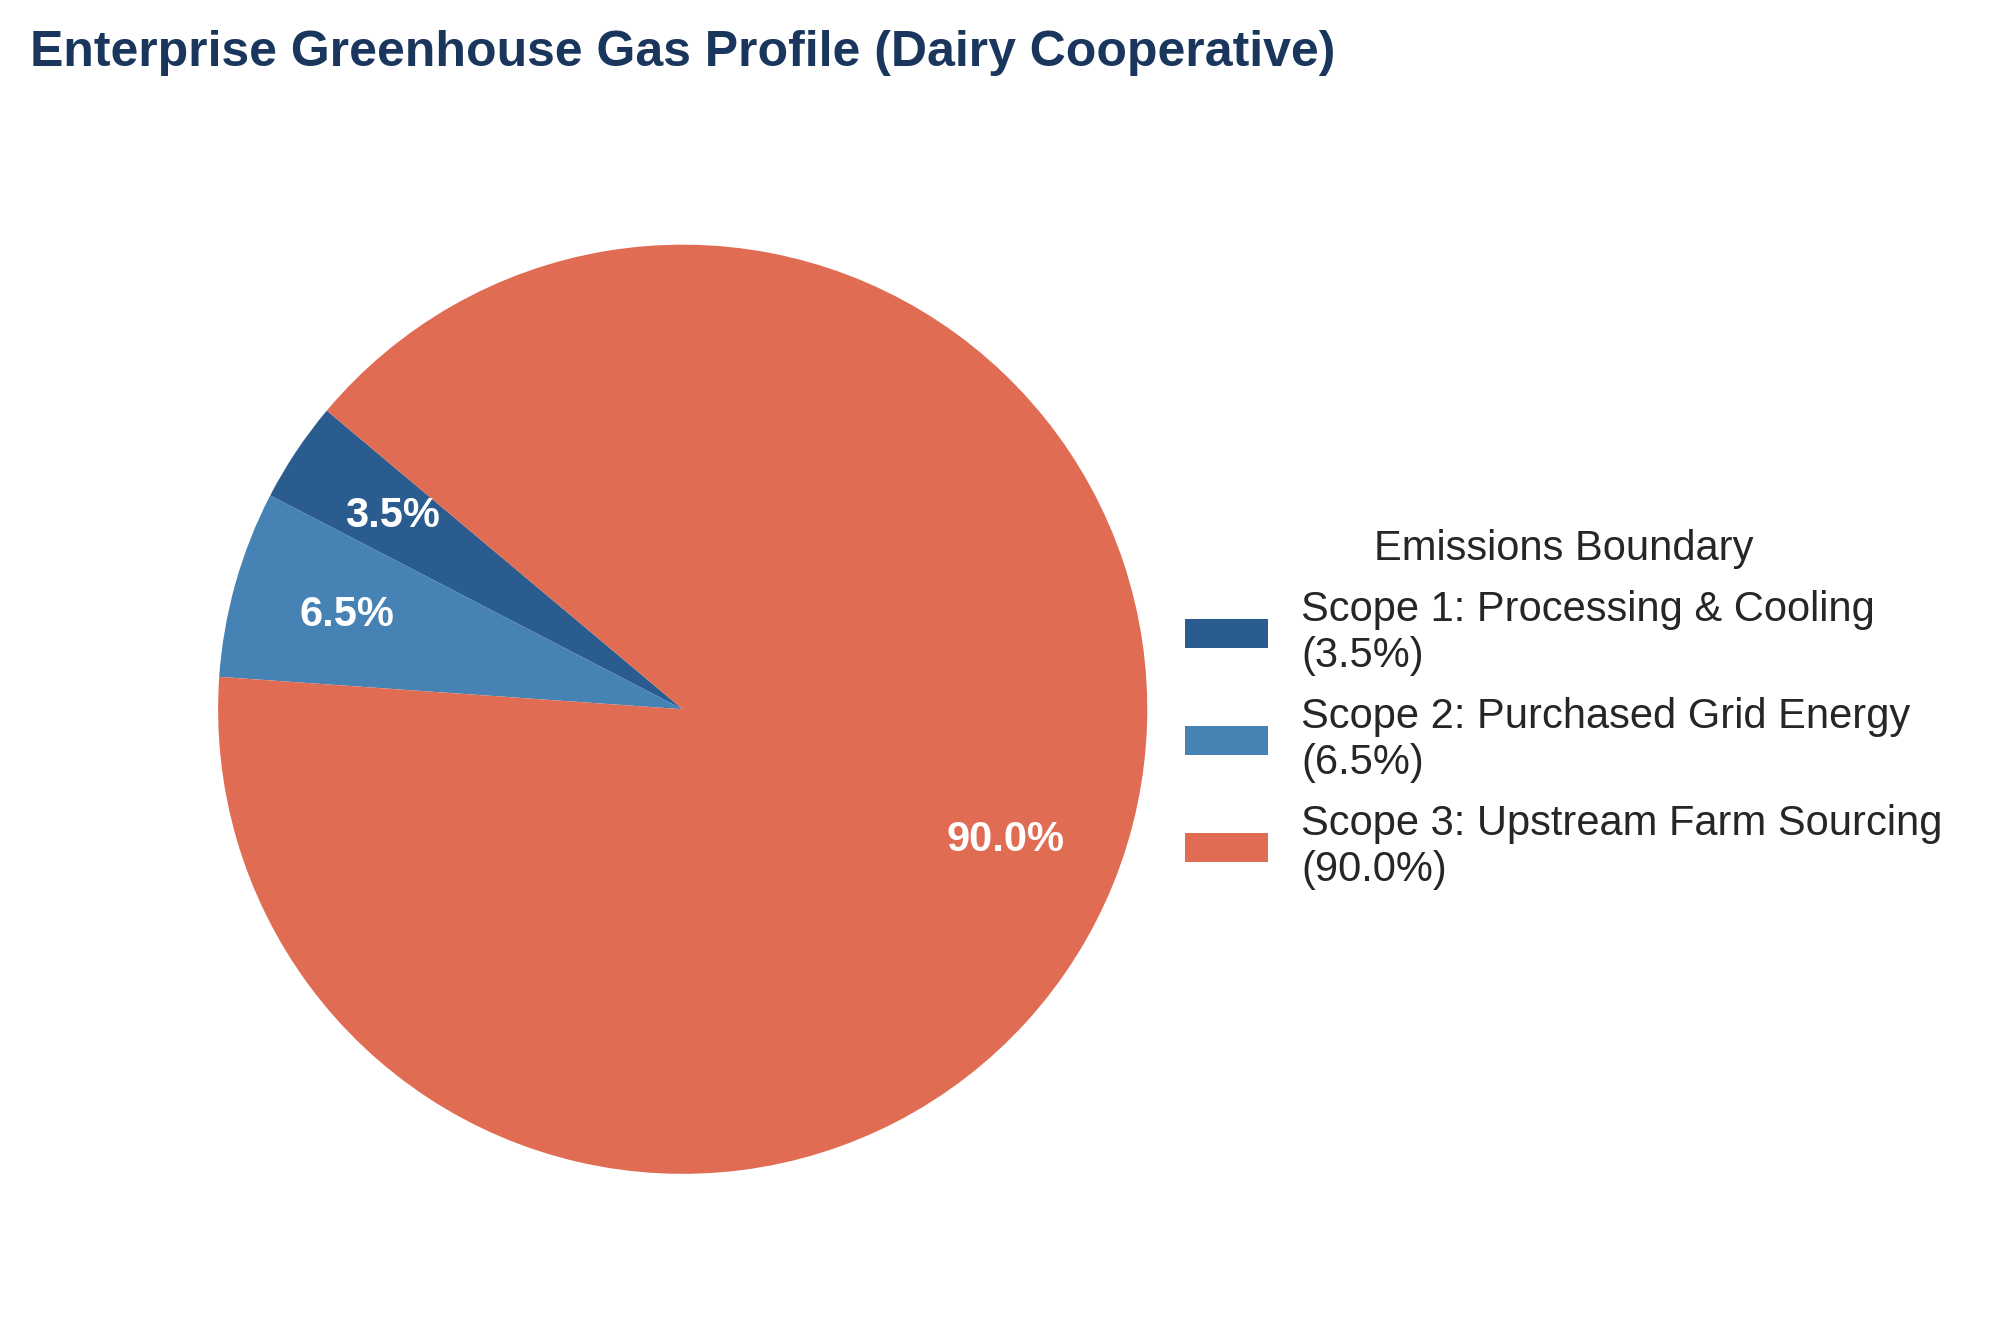 Enterprise Greenhouse Gas Profile (Dairy Cooperative)
3.5%
6.5%
90.0%
Emissions Boundary
Scope 1: Processing & Cooling
(3.5%)
Scope 2: Purchased Grid Energy
(6.5%)
Scope 3: Upstream Farm Sourcing
(90.0%)